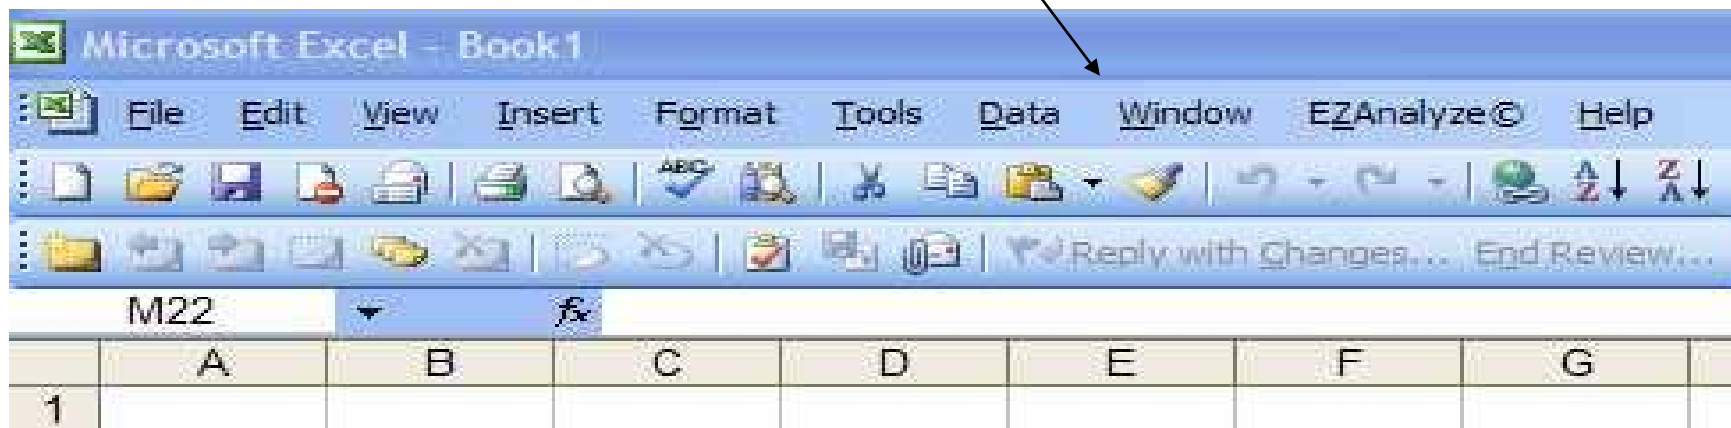 Microsoft Excel - Book1
File Edit View Insert Format Tools Data Window EZAnalyze© Help
ABC A Z Z A
Reply with Changes... End Review...
M22 fx
A B C D E F G
1